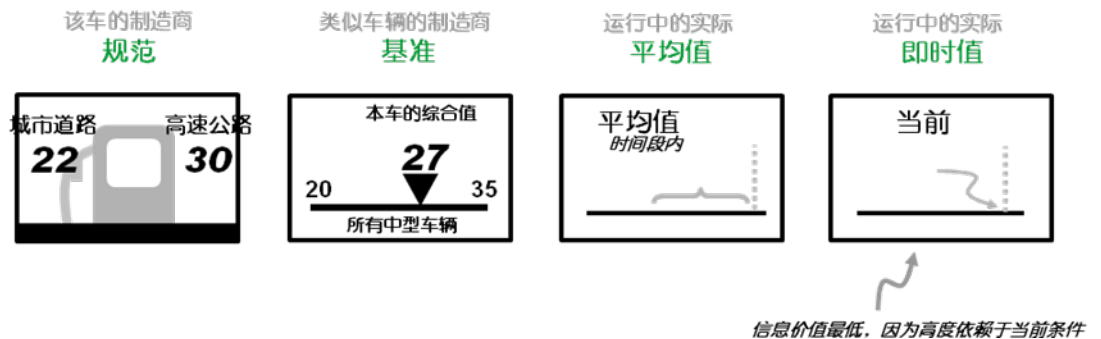 该车的制造商
规范
类似车辆的制造商
基准
运行中的实际
平均值
运行中的实际
即时值
城市道路
22
高速公路
30
本车的综合值
27
20
35
所有中型车辆
平均值
时间段内
当前
信息价值最低，因为高度依赖于当前条件